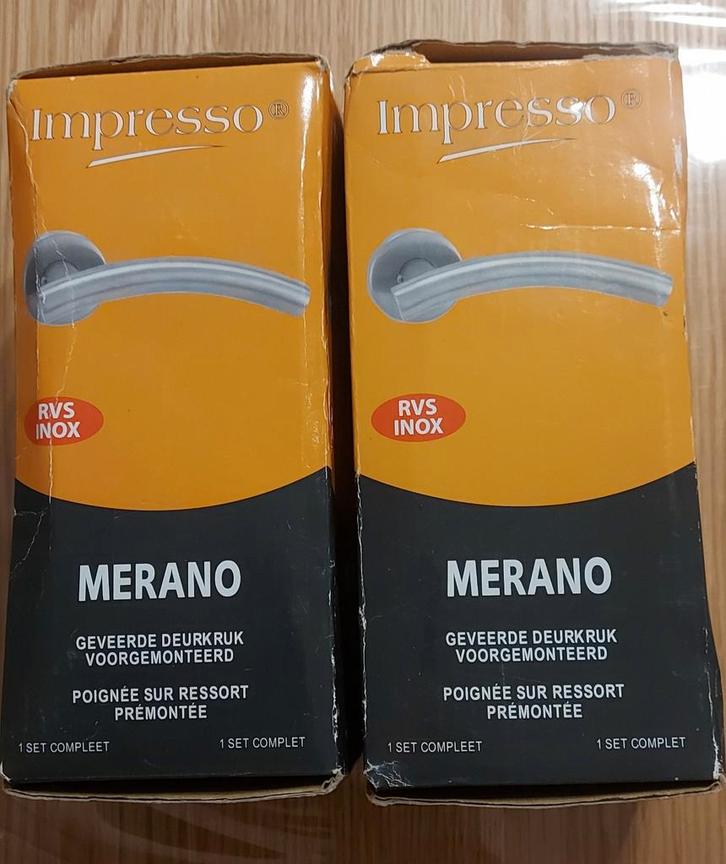 Impresso®
RVS
INOX
MERANO
GEVEERDE DEURKRUK
VOORGEMONTEERD
POIGNÉE SUR RESSORT
PRÉMONTÉE
1 SET COMPLEET 1 SET COMPLET
Impresso®
RVS
INOX
MERANO
GEVEERDE DEURKRUK
VOORGEMONTEERD
POIGNÉE SUR RESSORT
PRÉMONTÉE
1 SET COMPLEET 1 SET COMPLET